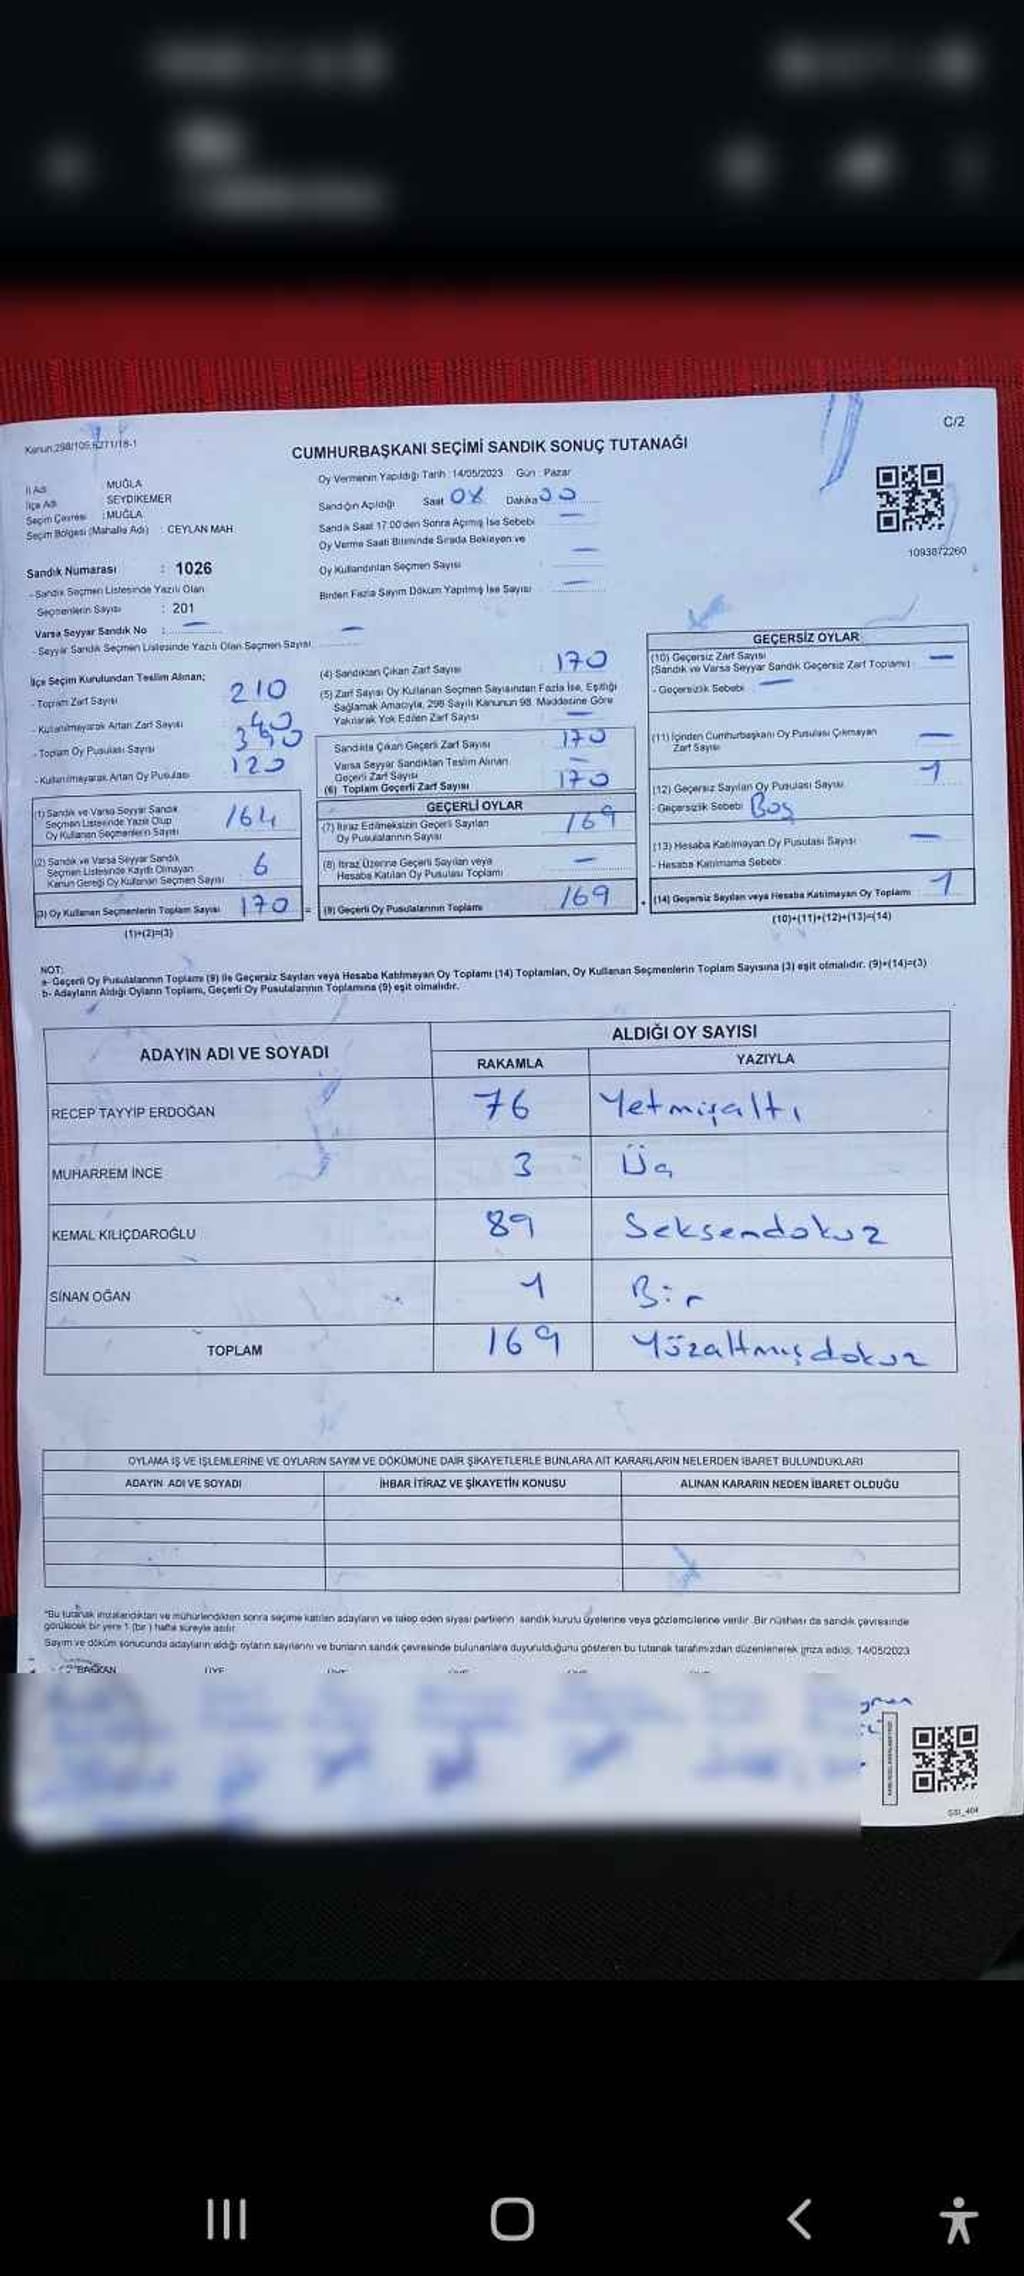 Kanun:298/105,6271/18-1
C/2
CUMHURBAŞKANI SEÇİMİ SANDIK SONUÇ TUTANAĞI
İl Adı : MUĞLA
İlçe Adı : SEYDİKEMER
Seçim Çevresi : MUĞLA
Seçim Bölgesi (Mahalle Adı) : CEYLAN MAH.
Oy Vermenin Yapıldığı Tarih : 14/05/2023 Gün : Pazar
Sandığın Açıldığı Saat 08 Dakika 00
Sandık Saat 17:00'den Sonra Açılmış İse Sebebi —
Oy Verme Saati Bitiminde Sırada Bekleyen ve
Oy Kullandırılan Seçmen Sayısı —
Birden Fazla Sayım Döküm Yapılmış İse Sayısı —
1093872260
Sandık Numarası : 1026
- Sandık Seçmen Listesinde Yazılı Olan
Seçmenlerin Sayısı : 201
Varsa Seyyar Sandık No : —
- Seyyar Sandık Seçmen Listesinde Yazılı Olan Seçmen Sayısı —
İlçe Seçim Kurulundan Teslim Alınan;
- Toplam Zarf Sayısı 210
- Kullanılmayarak Artan Zarf Sayısı 40
- Toplam Oy Pusulası Sayısı
- Kullanılmayarak Artan Oy Pusulası 120
(1) Sandık ve Varsa Seyyar Sandık
Seçmen Listesinde Yazılı Olup
Oy Kullanan Seçmenlerin Sayısı 164
(2) Sandık ve Varsa Seyyar Sandık
Seçmen Listesinde Kayıtlı Olmayan
Kanun Gereği Oy Kullanan Seçmen Sayısı 6
(3) Oy Kullanan Seçmenlerin Toplam Sayısı 170 =
(1)+(2)=(3)
(4) Sandıktan Çıkan Zarf Sayısı 170
(5) Zarf Sayısı Oy Kullanan Seçmen Sayısından Fazla İse, Eşitliği
Sağlamak Amacıyla, 298 Sayılı Kanunun 98. Maddesine Göre
Yakılarak Yok Edilen Zarf Sayısı —
Sandıkta Çıkan Geçerli Zarf Sayısı 170
Varsa Seyyar Sandıktan Teslim Alınan
Geçerli Zarf Sayısı —
(6) Toplam Geçerli Zarf Sayısı 170
GEÇERLİ OYLAR
(7) İtiraz Edilmeksizin Geçerli Sayılan
Oy Pusulalarının Sayısı 169
(8) İtiraz Üzerine Geçerli Sayılan veya
Hesaba Katılan Oy Pusulası Toplamı —
(9) Geçerli Oy Pusulalarının Toplamı 169 +
GEÇERSİZ OYLAR
(10) Geçersiz Zarf Sayısı
(Sandık ve Varsa Seyyar Sandık Geçersiz Zarf Toplamı) —
- Geçersizlik Sebebi —
(11) İçinden Cumhurbaşkanı Oy Pusulası Çıkmayan
Zarf Sayısı —
(12) Geçersiz Sayılan Oy Pusulası Sayısı 1
- Geçersizlik Sebebi Boş
(13) Hesaba Katılmayan Oy Pusulası Sayısı —
- Hesaba Katılmama Sebebi
(14) Geçersiz Sayılan veya Hesaba Katılmayan Oy Toplamı 1
(10)+(11)+(12)+(13)=(14)
NOT:
a- Geçerli Oy Pusulalarının Toplamı (9) ile Geçersiz Sayılan veya Hesaba Katılmayan Oy Toplamı (14) Toplamları, Oy Kullanan Seçmenlerin Toplam Sayısına (3) eşit olmalıdır. (9)+(14)=(3)
b- Adayların Aldığı Oyların Toplamı, Geçerli Oy Pusulalarının Toplamına (9) eşit olmalıdır.
ADAYIN ADI VE SOYADI
ALDIĞI OY SAYISI
RAKAMLA YAZIYLA
RECEP TAYYİP ERDOĞAN 76 Yetmişaltı
MUHARREM İNCE 3 Üç
KEMAL KILIÇDAROĞLU 89 Seksendokuz
SİNAN OĞAN 1 Bir
TOPLAM 169 Yüzaltmışdokuz
OYLAMA İŞ VE İŞLEMLERİNE VE OYLARIN SAYIM VE DÖKÜMÜNE DAİR ŞİKAYETLERLE BUNLARA AİT KARARLARIN NELERDEN İBARET BULUNDUKLARI
ADAYIN ADI VE SOYADI İHBAR İTİRAZ VE ŞİKAYETİN KONUSU ALINAN KARARIN NEDEN İBARET OLDUĞU
*Bu tutanak imzalandıktan ve mühürlendikten sonra seçime katılan adayların ve talep eden siyasi partilerin sandık kurulu üyelerine veya gözlemcilerine verilir. Bir nüshası da sandık çevresinde
görülecek bir yere 1 (bir) hafta süreyle asılır.
Sayım ve döküm sonucunda adayların aldığı oyların sayılarını ve bunların sandık çevresinde bulunanlara duyurulduğunu gösteren bu tutanak tarafımızdan düzenlenerek imza edildi. 14/05/2023
BAŞKAN ÜYE